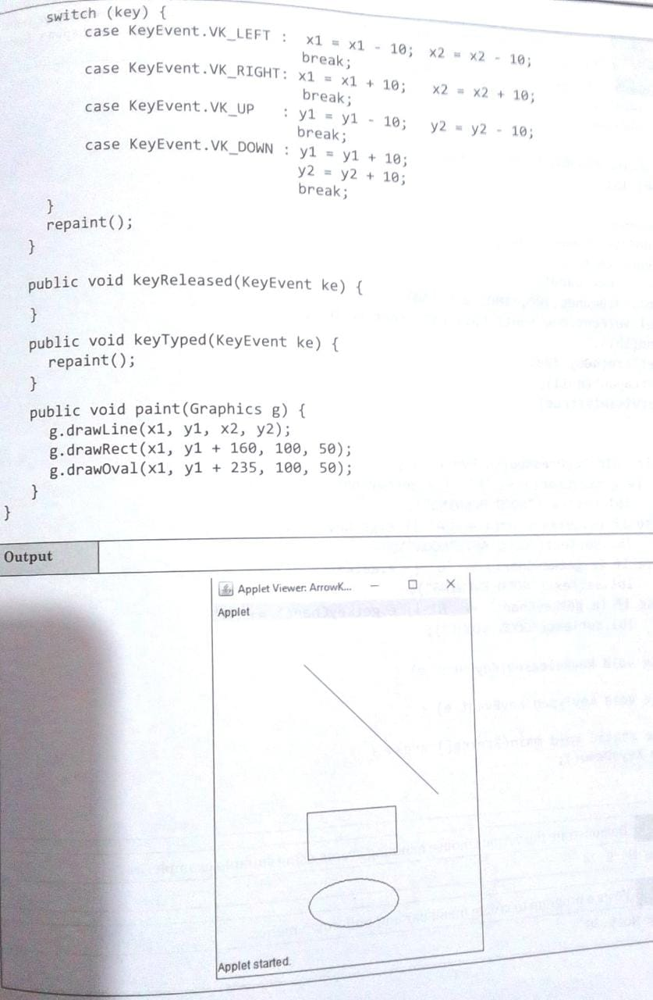 switch (key) {
case KeyEvent.VK_LEFT : x1 = x1 - 10; x2 = x2 - 10;
break;
case KeyEvent.VK_RIGHT: x1 = x1 + 10; x2 = x2 + 10;
break;
case KeyEvent.VK_UP : y1 = y1 - 10; y2 = y2 - 10;
break;
case KeyEvent.VK_DOWN : y1 = y1 + 10;
y2 = y2 + 10;
break;
}
repaint();
}
public void keyReleased(KeyEvent ke) {
}
public void keyTyped(KeyEvent ke) {
repaint();
}
public void paint(Graphics g) {
g.drawLine(x1, y1, x2, y2);
g.drawRect(x1, y1 + 160, 100, 50);
g.drawOval(x1, y1 + 235, 100, 50);
}
}
Output
Applet Viewer: ArrowK...
Applet
Applet started.